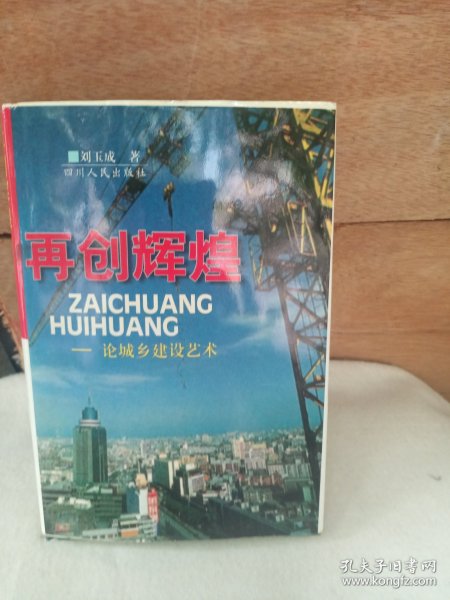 刘玉成 著
四川人民出版社
再创辉煌
ZAICHUANG
HUIHUANG
— 论城乡建设艺术
孔夫子旧书网
www.kongfz.com